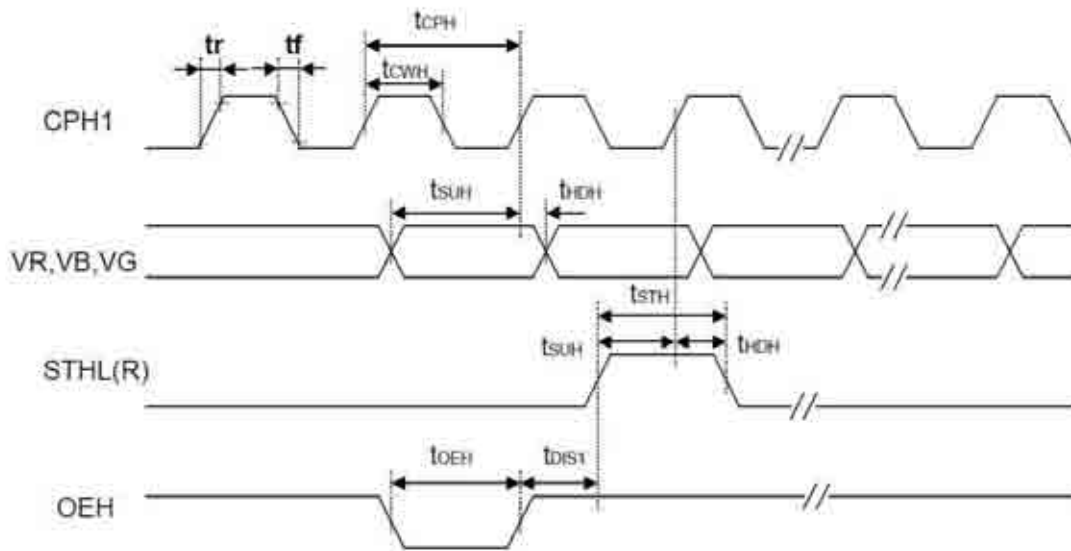 tCPH
tr tf
tCWH
CPH1
tSUH tHDH
VR,VB,VG
tSTH
tSUH tHDH
STHL(R)
tOEH tDIS1
OEH